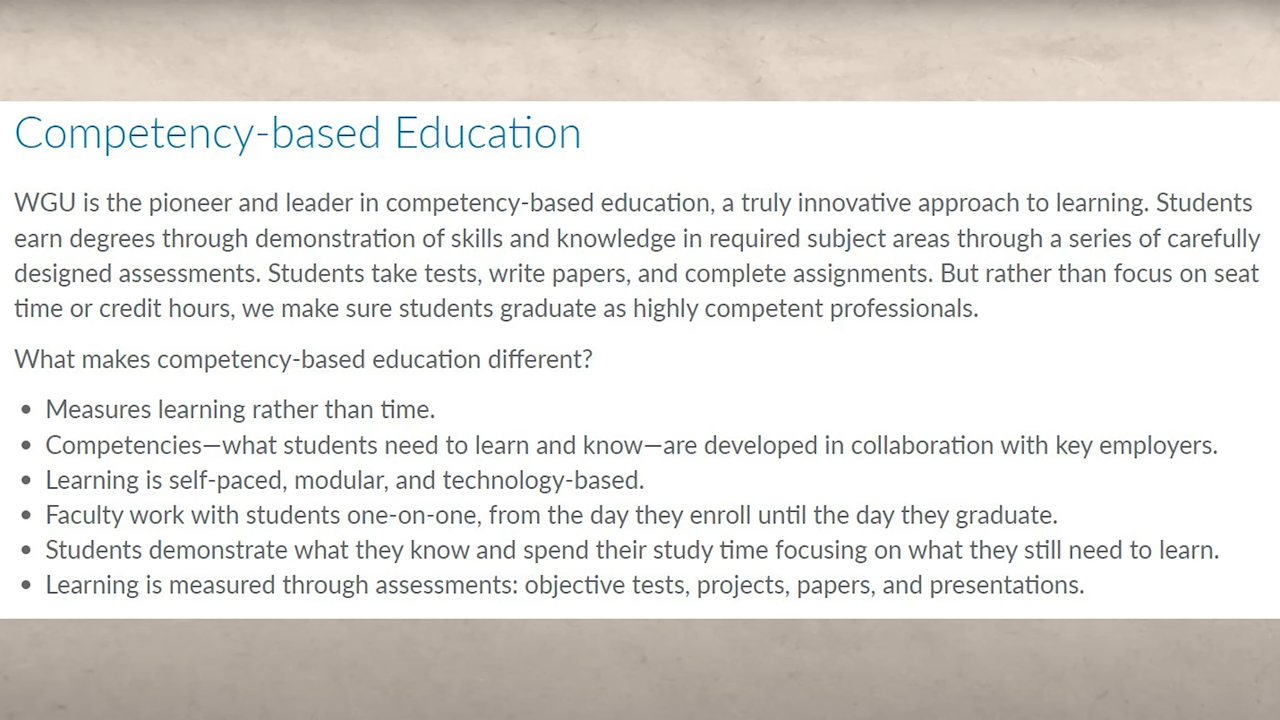 Competency-based Education
WGU is the pioneer and leader in competency-based education, a truly innovative approach to learning. Students
earn degrees through demonstration of skills and knowledge in required subject areas through a series of carefully
designed assessments. Students take tests, write papers, and complete assignments. But rather than focus on seat
time or credit hours, we make sure students graduate as highly competent professionals.
What makes competency-based education different?
• Measures learning rather than time.
• Competencies—what students need to learn and know—are developed in collaboration with key employers.
• Learning is self-paced, modular, and technology-based.
• Faculty work with students one-on-one, from the day they enroll until the day they graduate.
• Students demonstrate what they know and spend their study time focusing on what they still need to learn.
• Learning is measured through assessments: objective tests, projects, papers, and presentations.